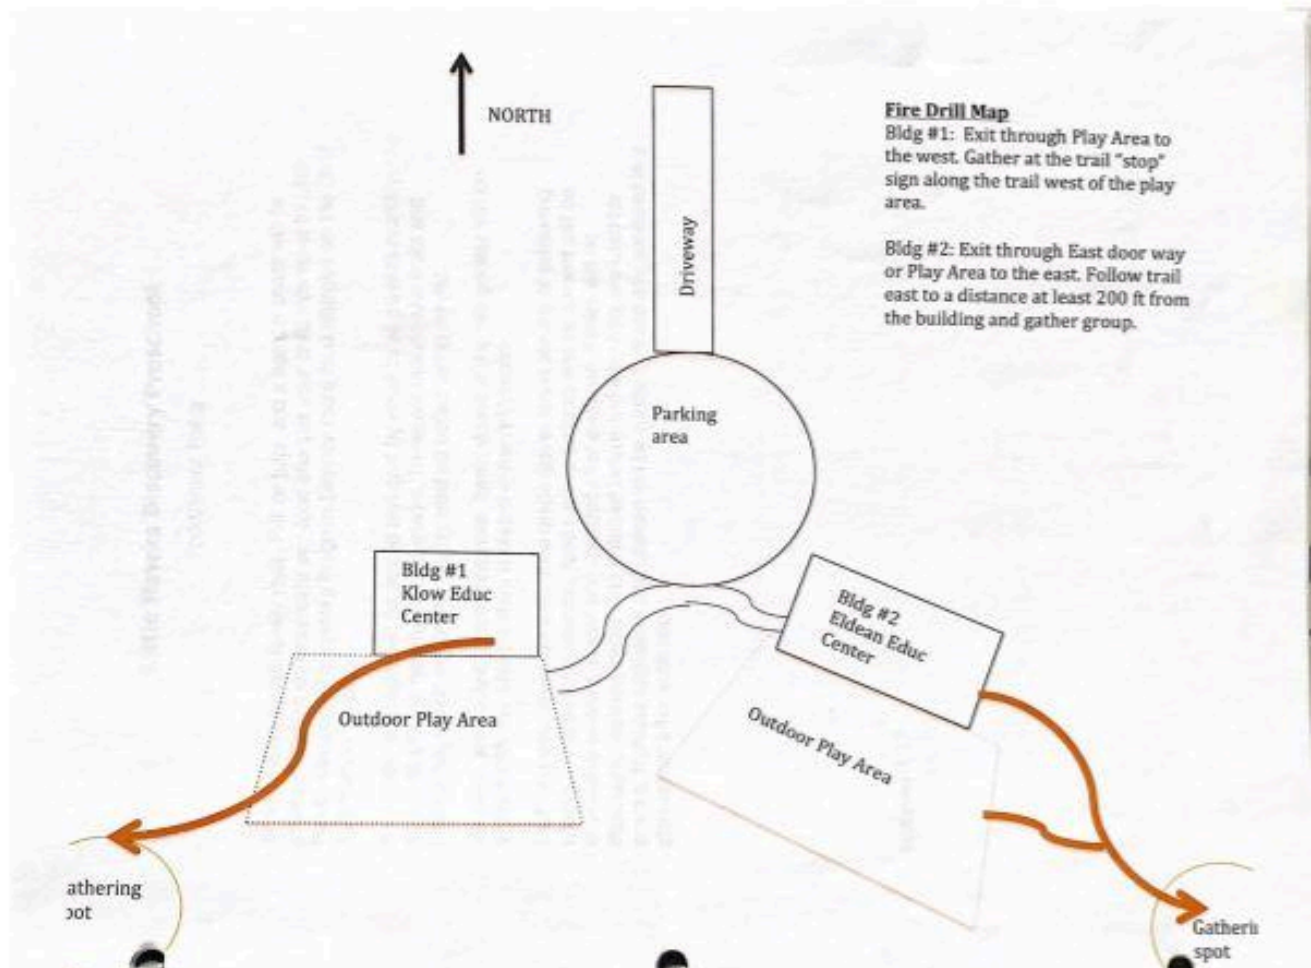 NORTH
Fire Drill Map
Bldg #1: Exit through Play Area to
the west. Gather at the trail "stop"
sign along the trail west of the play
area.
Bldg #2: Exit through East door way
or Play Area to the east. Follow trail
east to a distance at least 200 ft from
the building and gather group.
Driveway
Parking
area
Bldg #1
Klow Educ
Center
Bldg #2
Eldean Educ
Center
Outdoor Play Area
Outdoor Play Area
athering
pot
Gatheri
spot